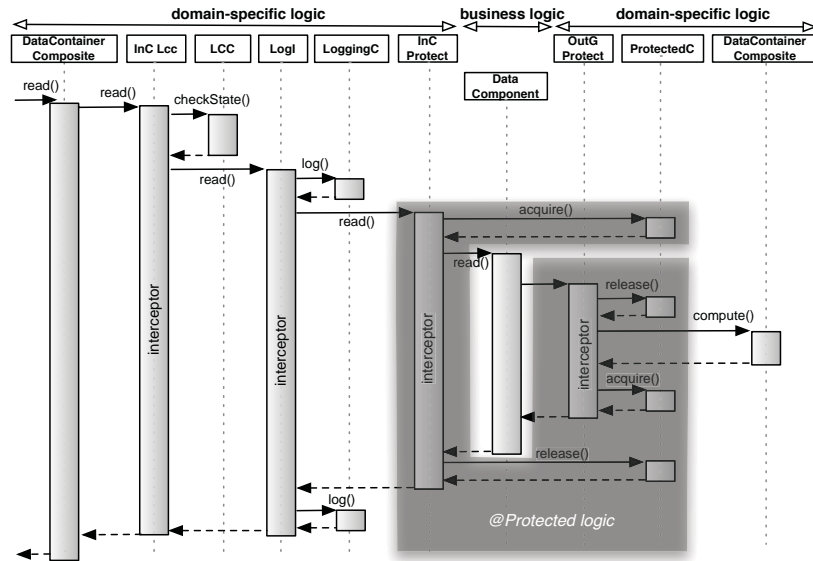 domain-specific logic
business logic
domain-specific logic
DataContainer
Composite
InC Lcc
LCC
LogI
LoggingC
InC
Protect
OutG
Protect
ProtectedC
DataContainer
Composite
Data
Component
read()
read()
checkState()
read()
log()
read()
acquire()
read()
release()
compute()
interceptor
interceptor
interceptor
interceptor
acquire()
release()
log()
@Protected logic